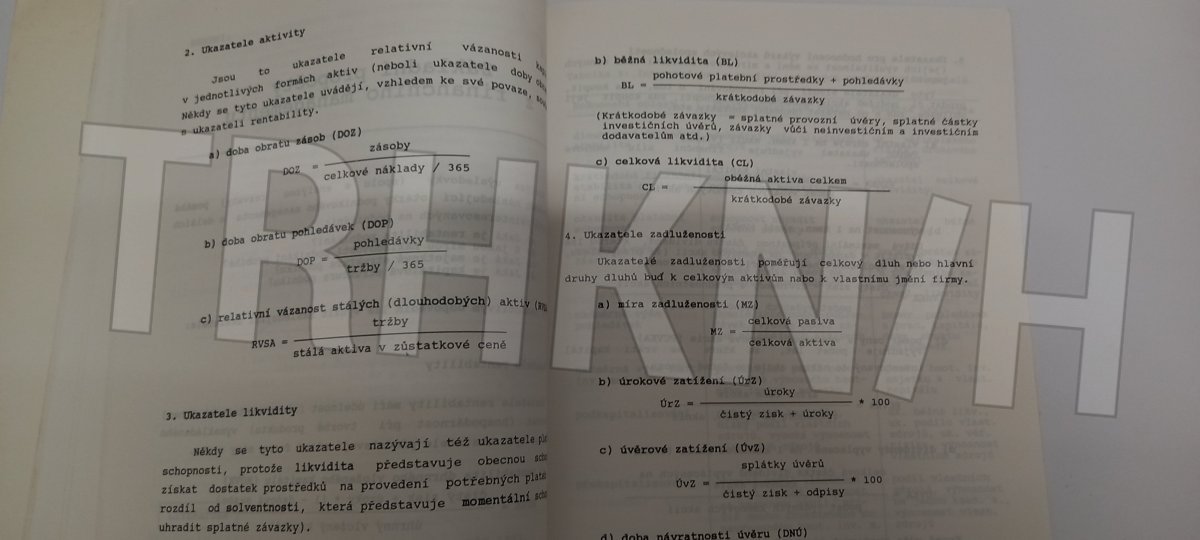 2. Ukazatele aktivity
Jsou to ukazatele relativní vázanosti
v jednotlivých formách aktiv (neboli ukazatele doby
Někdy se tyto ukazatele uvádějí, vzhledem ke své povaze,
s ukazateli rentability.
a) doba obratu zásob (DOZ)
zásoby
DOZ =
celkové náklady / 365
b) doba obratu pohledávek (DOP)
pohledávky
DOP =
tržby / 365
c) relativní vázanost stálých (dlouhodobých) aktiv
tržby
RVSA =
stálá aktiva v zůstatkové ceně
3. Ukazatele likvidity
Někdy se tyto ukazatele nazývají též ukazatele
schopnosti, protože likvidita představuje obecnou
získat dostatek prostředků na provedení potřebných
rozdíl od solventnosti, která představuje momentální
uhradit splatné závazky).
b) běžná likvidita (BL)
pohotové platební prostředky + pohledávky
BL =
krátkodobé závazky
(Krátkodobé závazky = splatné provozní úvěry, splatné částky
investičních úvěrů, závazky vůči neinvestičním a investičním
dodavatelům atd.)
c) celková likvidita (CL)
oběžná aktiva celkem
CL =
krátkodobé závazky
4. Ukazatele zadluženosti
Ukazatelé zadluženosti poměřují celkový dluh nebo hlavní
druhy dluhů buď k celkovým aktivům nabo k vlastnímu jmění firmy.
a) míra zadluženosti (MZ)
celková pasiva
MZ =
celková aktiva
b) úrokové zatížení (ÚrZ)
úroky
ÚrZ = * 100
čistý zisk + úroky
c) úvěrové zatížení (ÚvZ)
splátky úvěrů
ÚvZ = * 100
čistý zisk + odpisy
d) doba návratnosti úvěru (DNÚ)
TRHKNIH